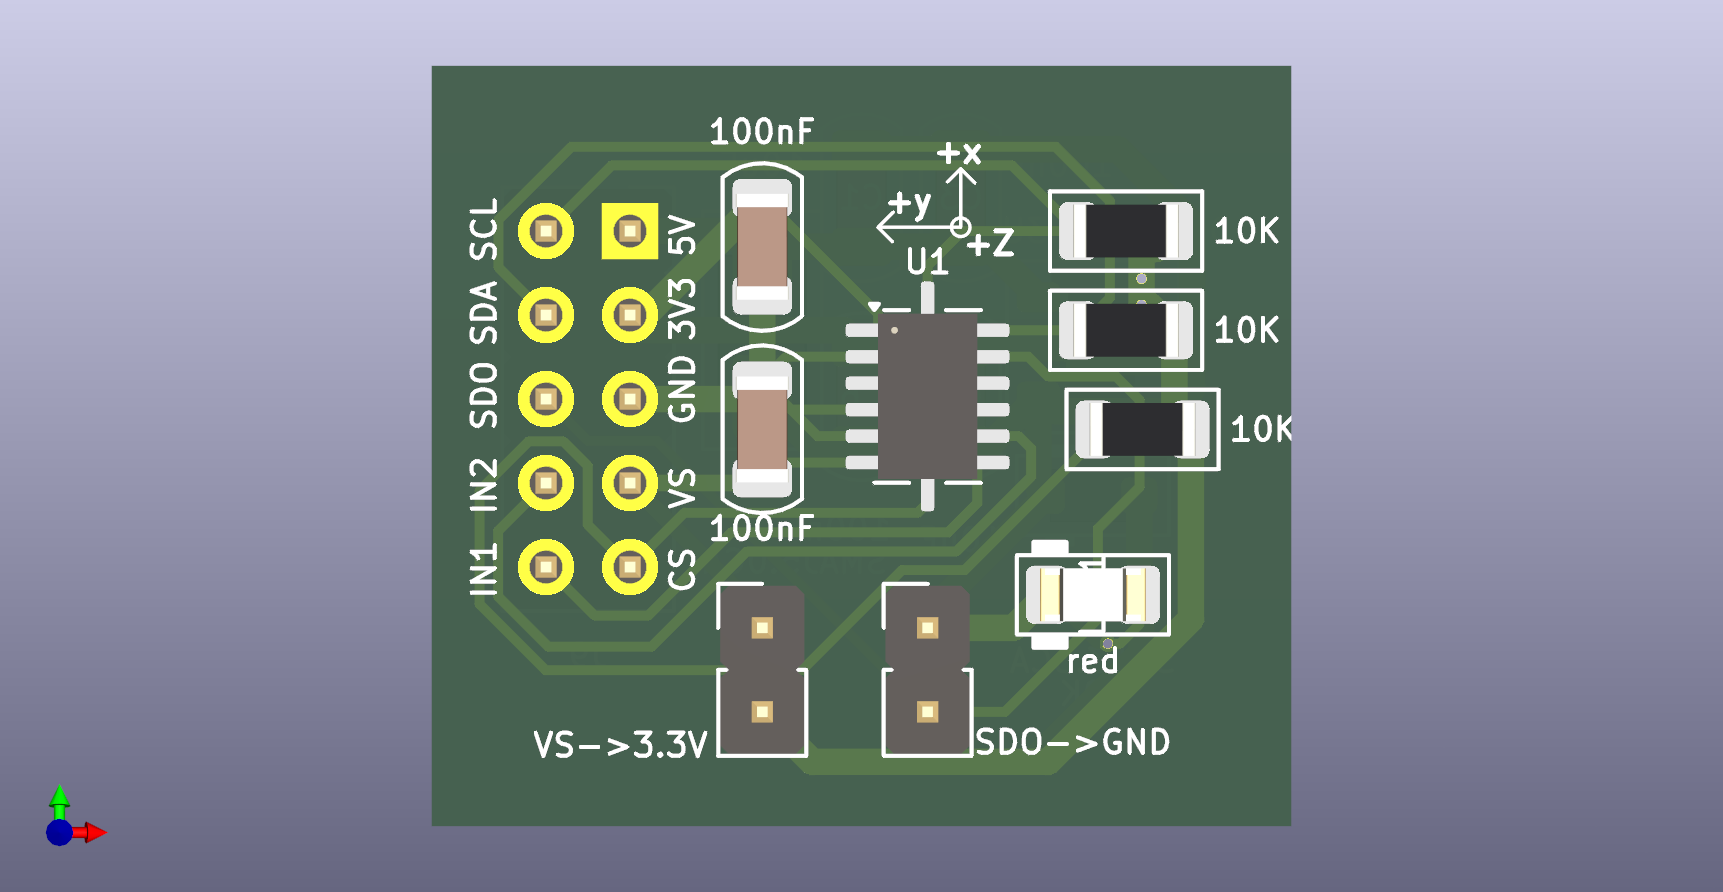 100nF
+x
+y
+Z
U1
SCL
5V
SDA
3V3
SDO
GND
IN2
VS
IN1
CS
100nF
10K
10K
10K
red
VS->3.3V
SDO->GND